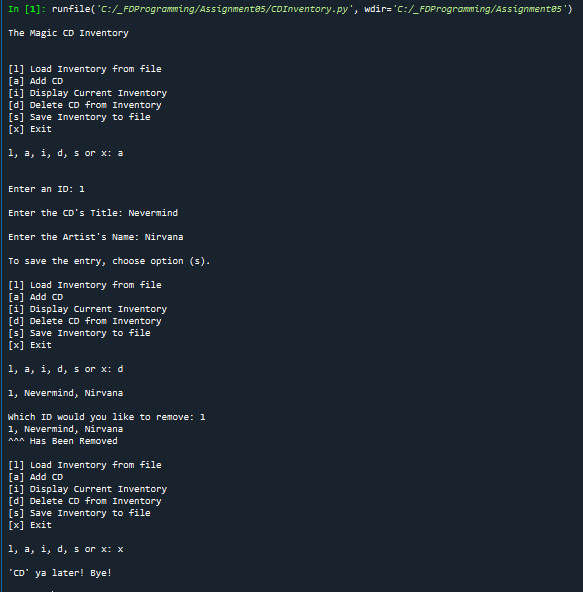 In [1]: runfile('C:/_FDProgramming/Assignment05/CDInventory.py', wdir='C:/_FDProgramming/Assignment05')
The Magic CD Inventory
[l] Load Inventory from file
[a] Add CD
[i] Display Current Inventory
[d] Delete CD from Inventory
[s] Save Inventory to file
[x] Exit
l, a, i, d, s or x: a
Enter an ID: 1
Enter the CD's Title: Nevermind
Enter the Artist's Name: Nirvana
To save the entry, choose option (s).
[l] Load Inventory from file
[a] Add CD
[i] Display Current Inventory
[d] Delete CD from Inventory
[s] Save Inventory to file
[x] Exit
l, a, i, d, s or x: d
1, Nevermind, Nirvana
Which ID would you like to remove: 1
1, Nevermind, Nirvana
^^^ Has Been Removed
[l] Load Inventory from file
[a] Add CD
[i] Display Current Inventory
[d] Delete CD from Inventory
[s] Save Inventory to file
[x] Exit
l, a, i, d, s or x: x
'CD' ya later! Bye!